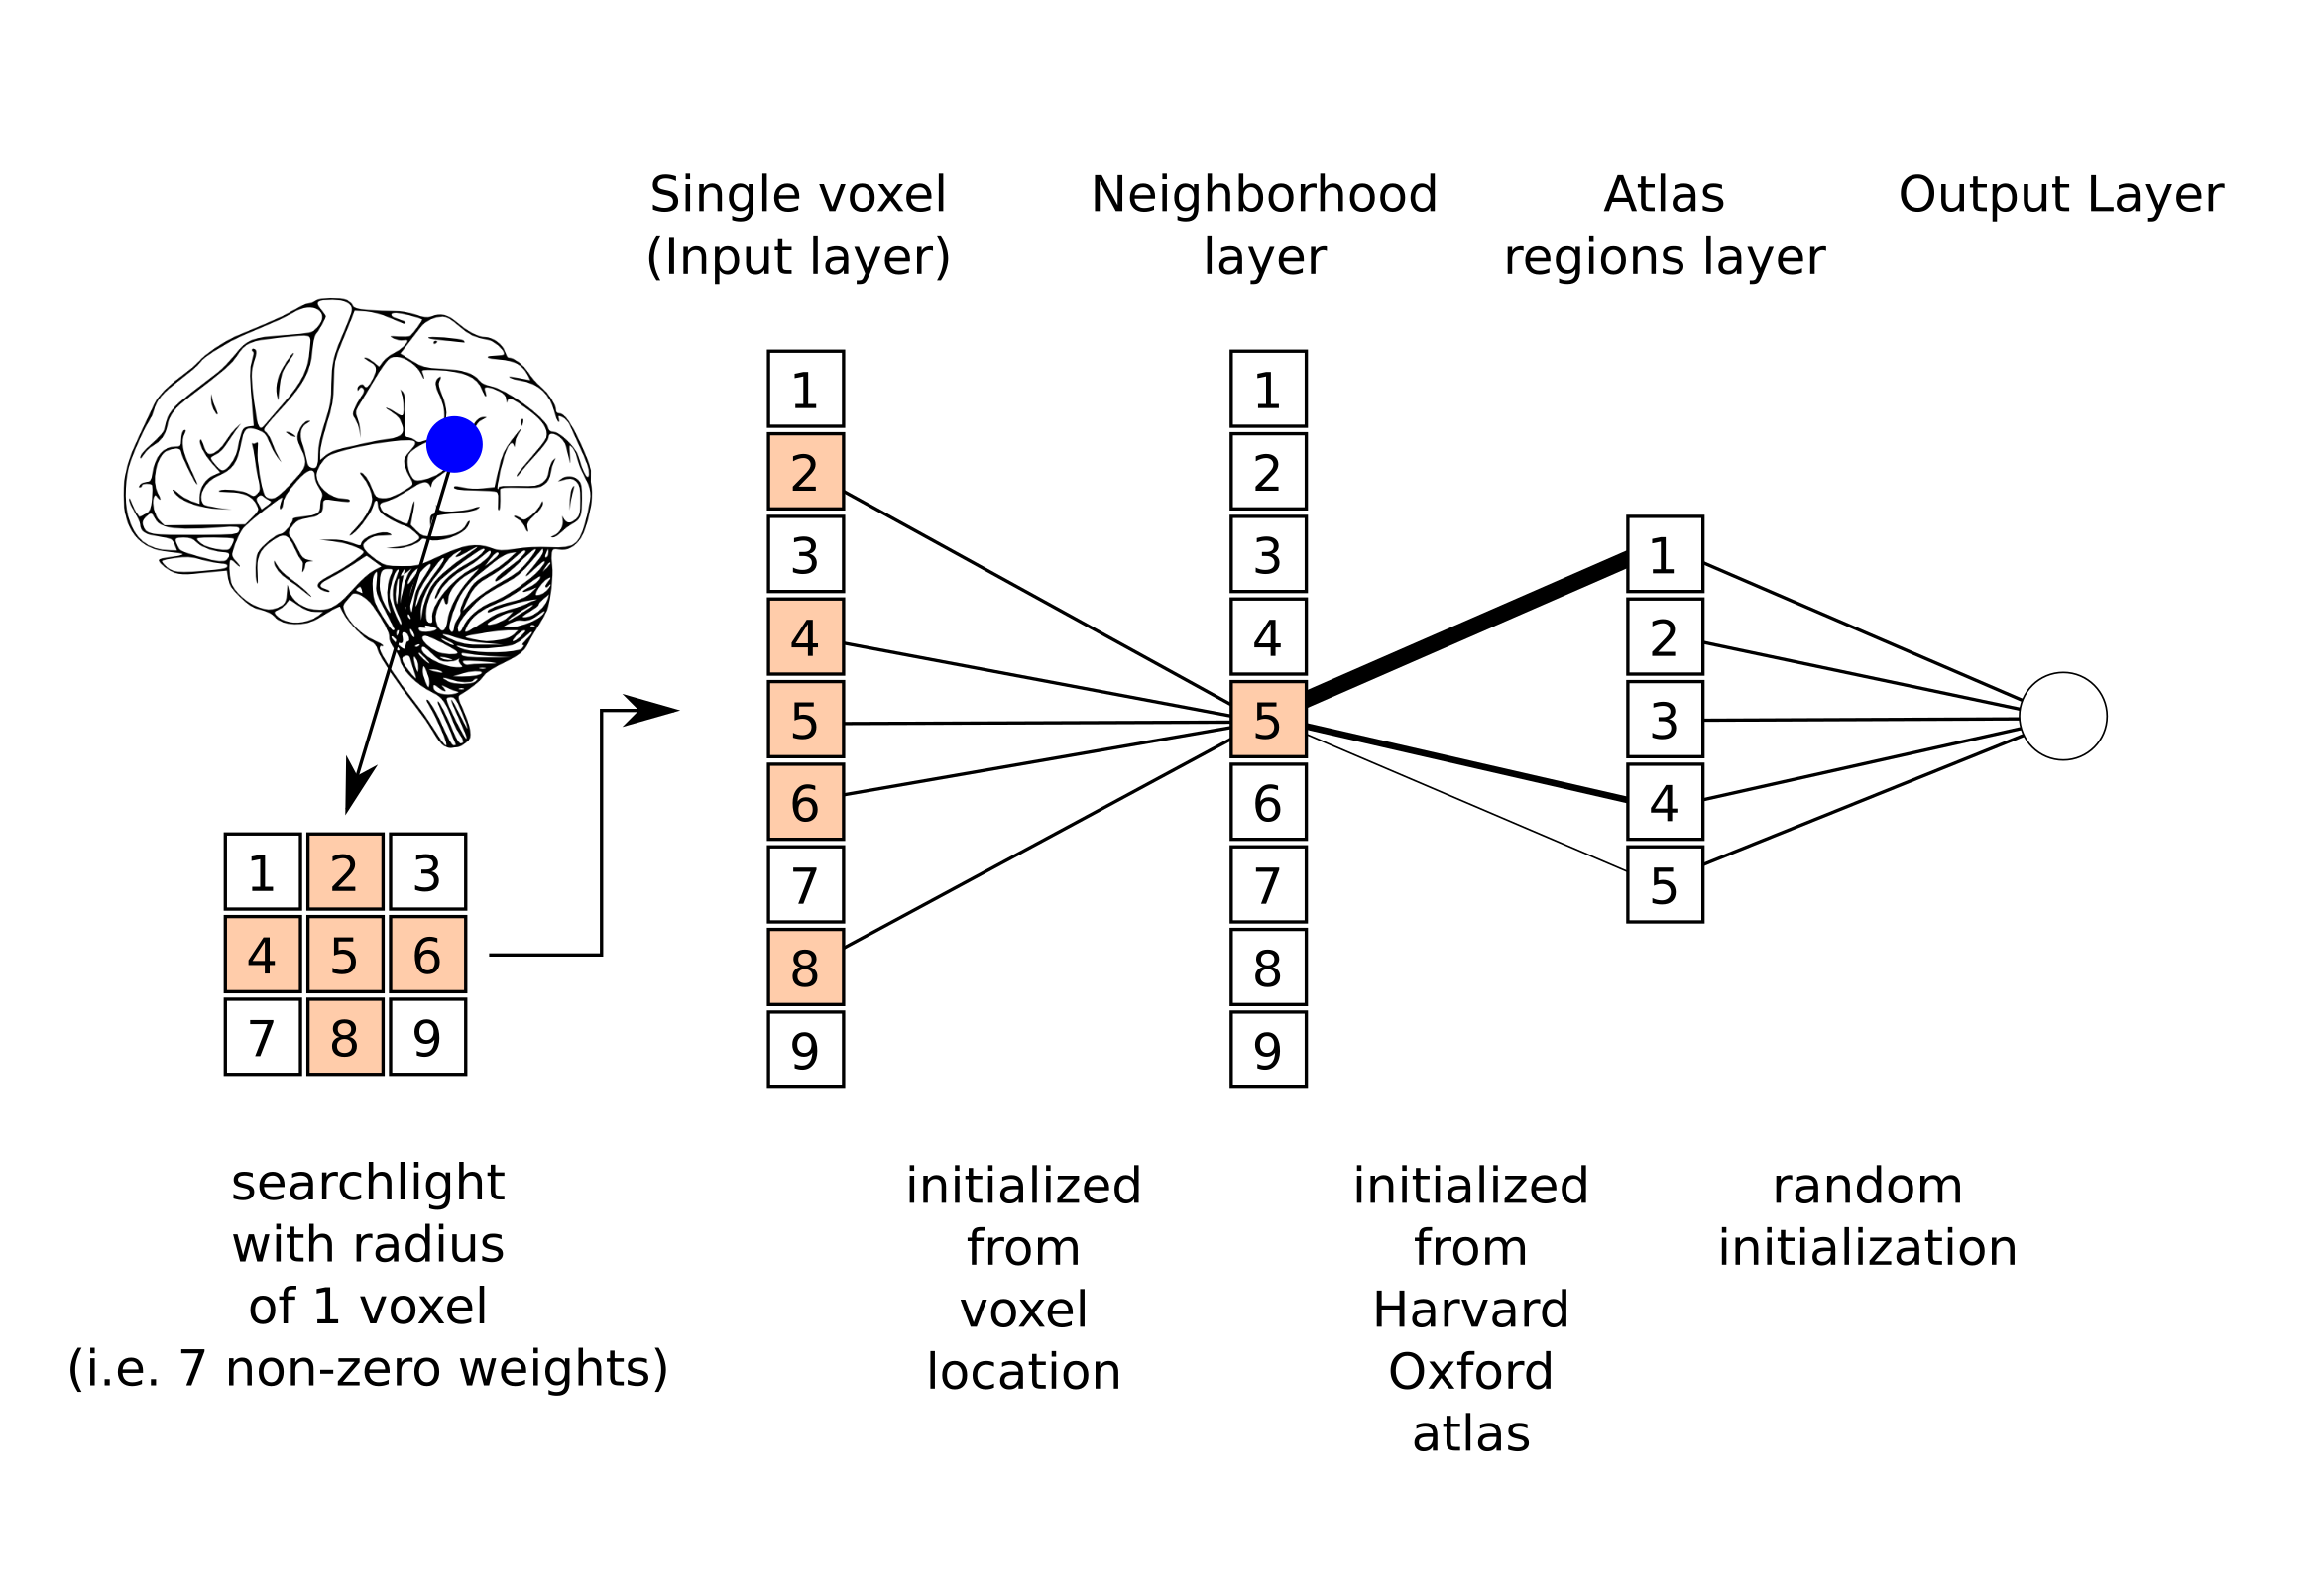 Single voxel
(Input layer)
Neighborhood
layer
Atlas
regions layer
Output Layer
1
2
3
4
5
6
7
8
9
1
2
3
4
5
6
7
8
9
1
2
3
4
5
1 2 3
4 5 6
7 8 9
searchlight
with radius
of 1 voxel
(i.e. 7 non-zero weights)
initialized
from
voxel
location
initialized
from
Harvard
Oxford
atlas
random
initialization